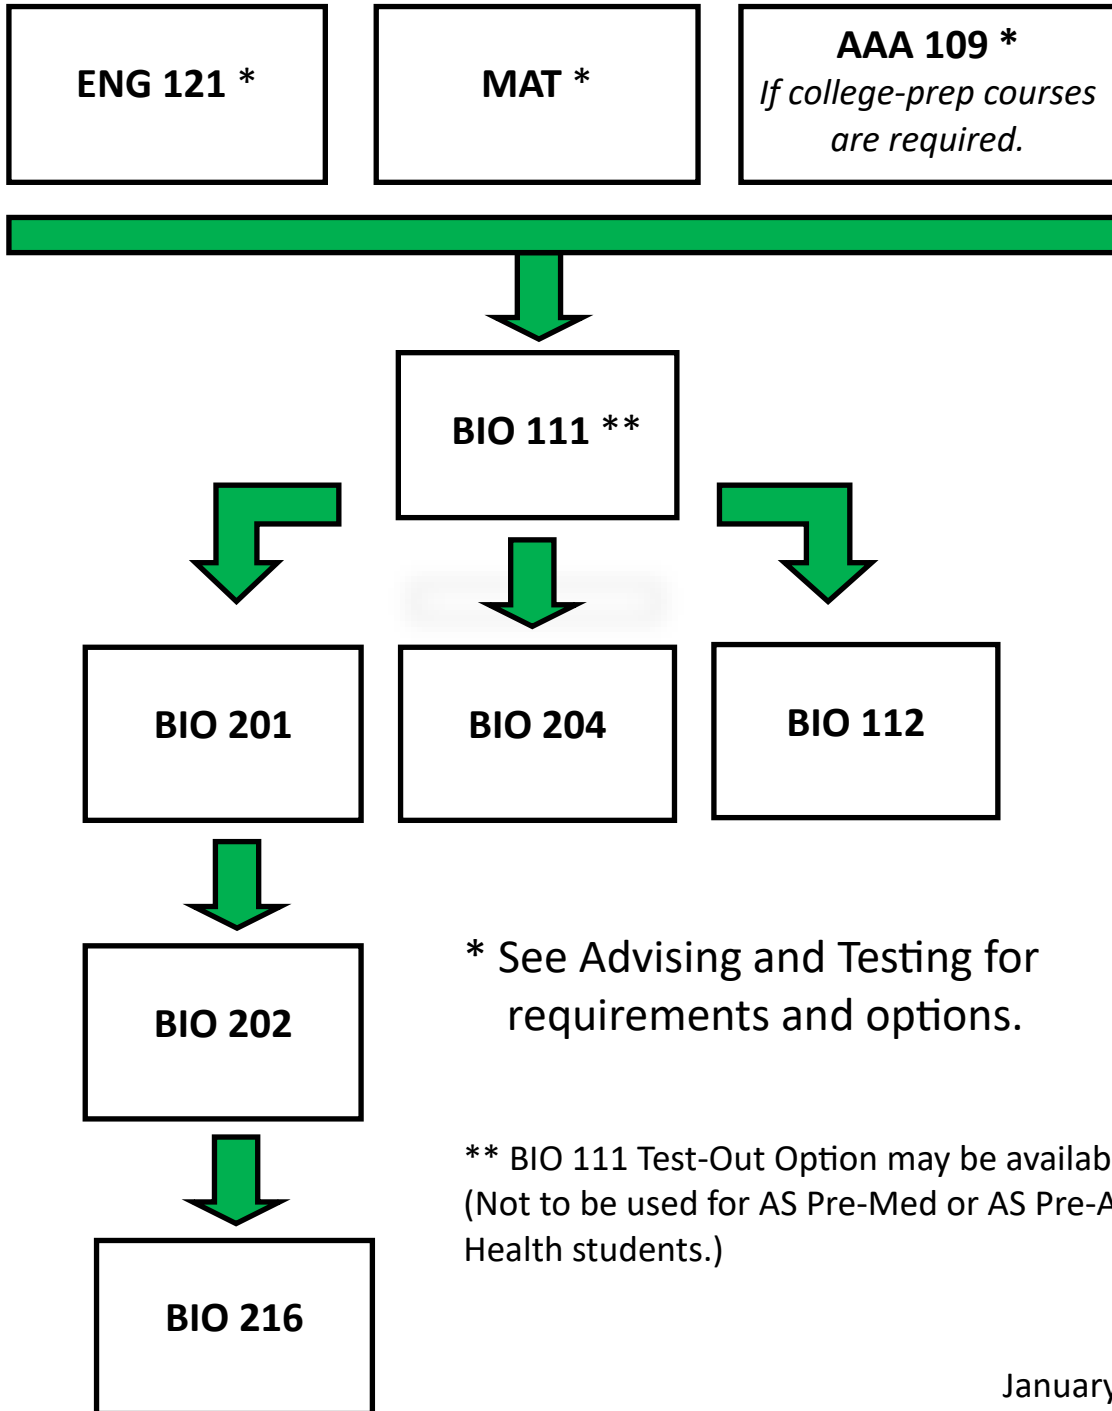 ENG 121 *
MAT *
AAA 109 *
If college-prep courses
are required.
BIO 111 **
BIO 201
BIO 204
BIO 112
BIO 202
* See Advising and Testing for
requirements and options.
** BIO 111 Test-Out Option may be
(Not to be used for AS Pre-Med or AS
Health students.)
BIO 216
January